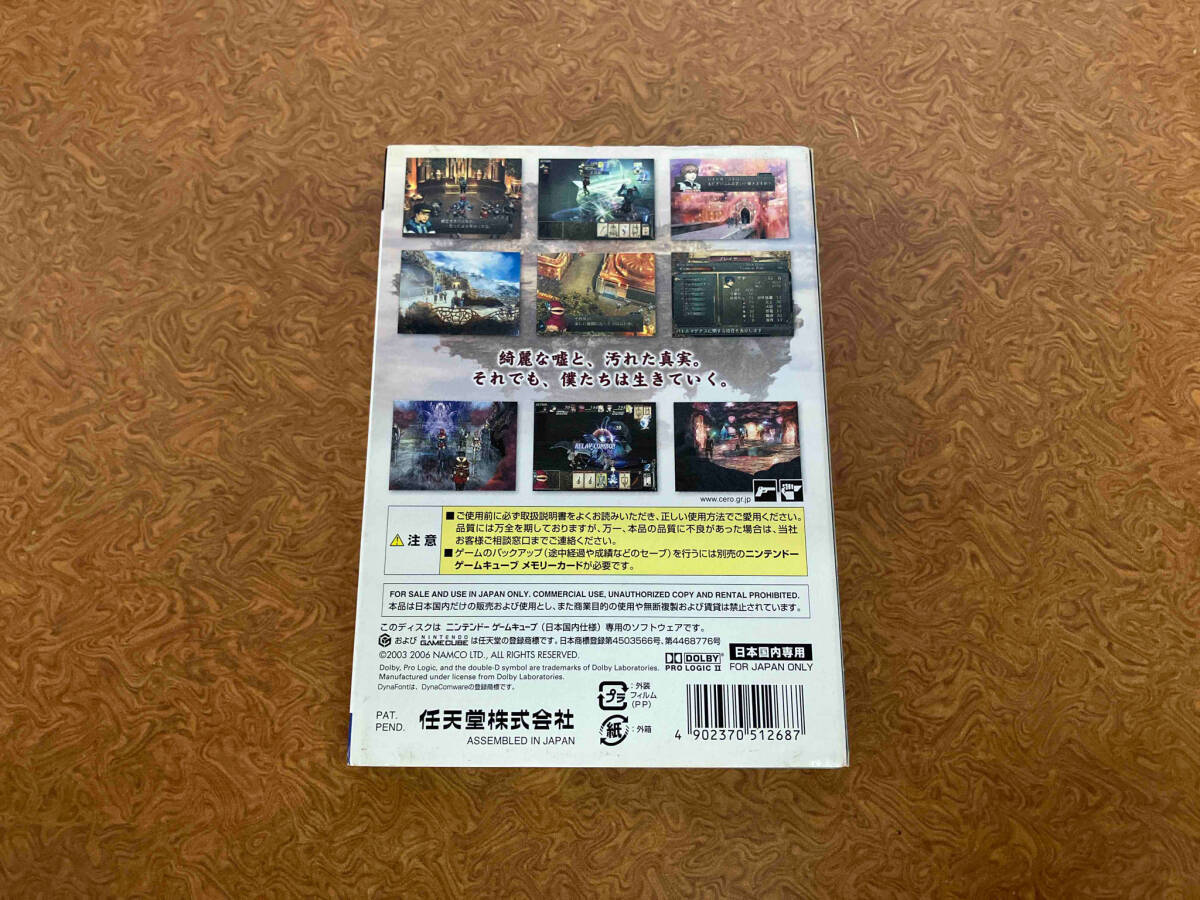 綺麗な嘘と、汚れた真実。
それでも、僕たちは生きていく。
RELAY COMBO!
www.cero.gr.jp
注意
■ご使用前に必ず取扱説明書をよくお読みいただき、正しい使用方法でご愛用ください。
品質には万全を期しておりますが、万一、本品の品質に不良があった場合は、当社
お客様ご相談窓口までご連絡ください。
■ゲームのバックアップ（途中経過や成績などのセーブ）を行うには別売のニンテンドー
ゲームキューブ メモリーカードが必要です。
FOR SALE AND USE IN JAPAN ONLY. COMMERCIAL USE, UNAUTHORIZED COPY AND RENTAL PROHIBITED.
本品は日本国内だけの販売および使用とし、また商業目的の使用や無断複製および賃貸は禁止されています。
このディスクは ニンテンドー ゲームキューブ（日本国内仕様）専用のソフトウェアです。
および NINTENDO GAMECUBE は任天堂の登録商標です。日本商標登録第4503566号、第4468776号
©2003 2006 NAMCO LTD., ALL RIGHTS RESERVED.
Dolby, Pro Logic, and the double-D symbol are trademarks of Dolby Laboratories.
Manufactured under license from Dolby Laboratories.
DynaFontは、DynaComwareの登録商標です。
DOLBY
PRO LOGIC II
日本国内専用
FOR JAPAN ONLY
PAT.
PEND.
任天堂株式会社
ASSEMBLED IN JAPAN
プラ
：外装
フィルム
（PP）
紙
：外箱
4 902370 512687